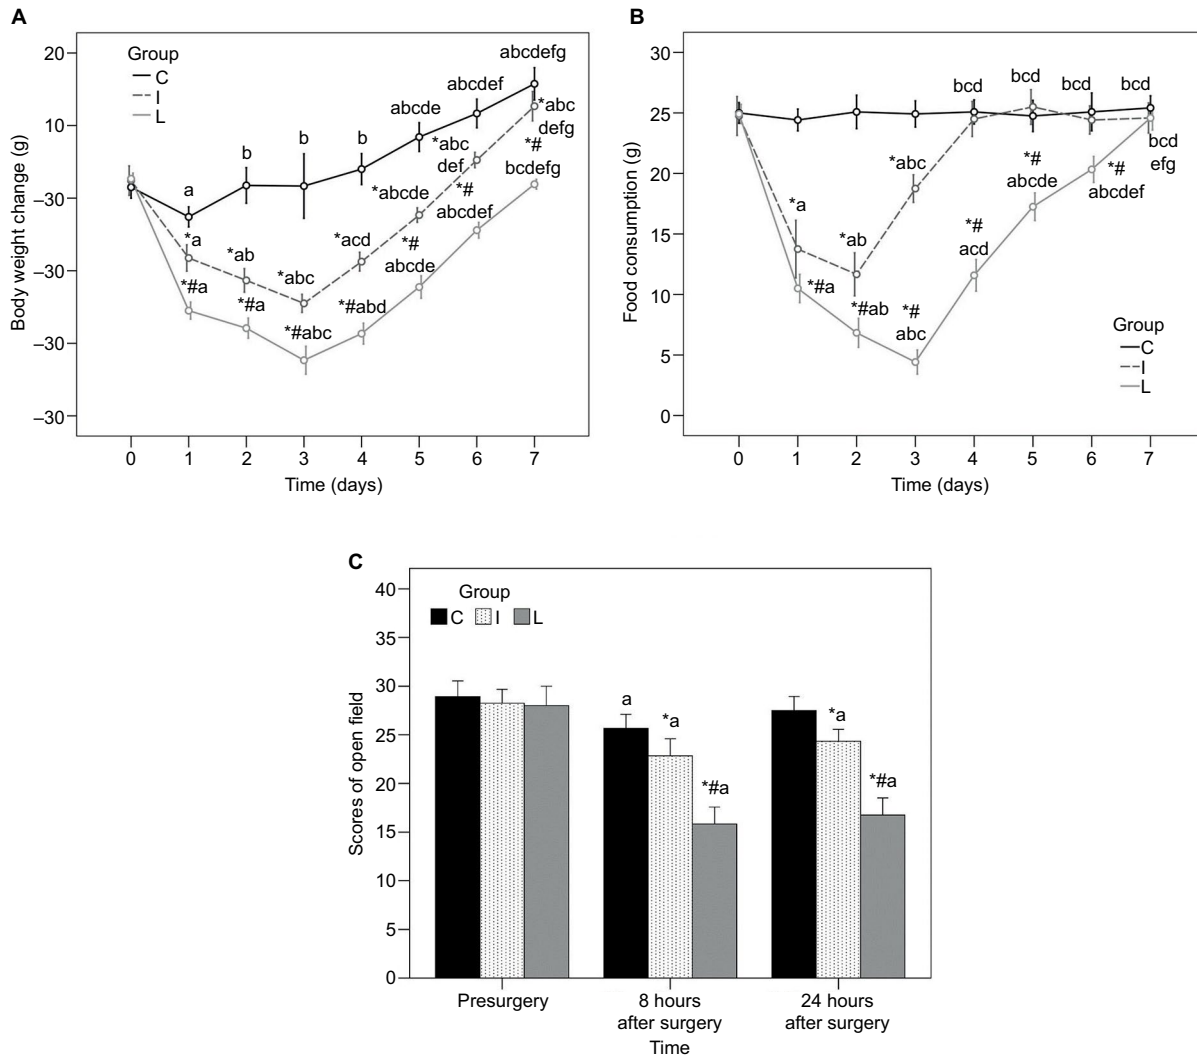 A
Group
C
I
L
20
10
–30
–30
–30
–30
Body weight change (g)
a
b
b
b
abcde
abcdef
abcdefg
*a
*ab
*abc
*acd
*abcde
*abc
def
*abc
defg
*#a
*#a
*#abc
*#abd
*#
abcde
*#
abcdef
*#
bcdefg
0 1 2 3 4 5 6 7
Time (days)
B
30
25
20
15
10
5
0
Food consumption (g)
bcd
bcd
bcd
bcd
*a
*ab
*abc
*#a
*#ab
*#
abc
*#
acd
*#
abcde
*#
abcdef
bcd
efg
Group
C
I
L
0 1 2 3 4 5 6 7
Time (days)
C
Group
C I L
40
35
30
25
20
15
10
5
0
Scores of open field
a
*a
*#a
*a
*#a
Presurgery
8 hours
after surgery
24 hours
after surgery
Time